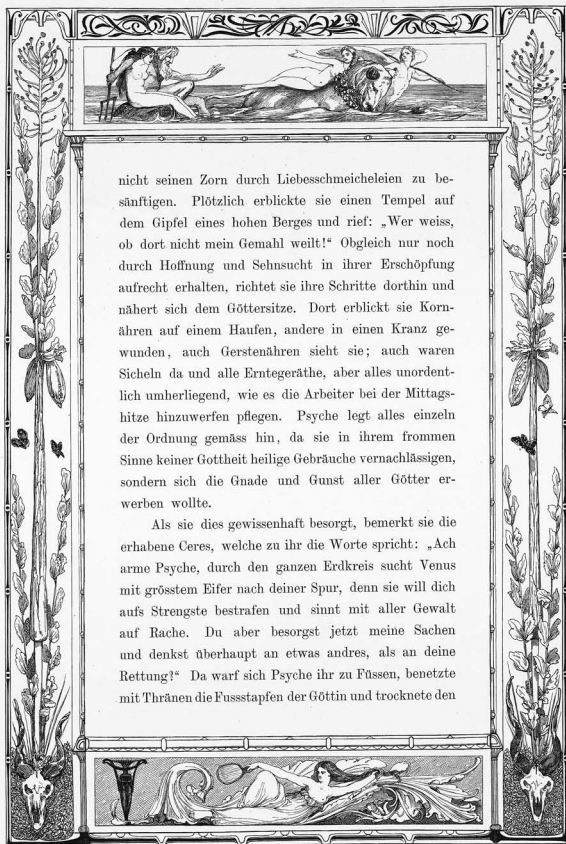 nicht seinen Zorn durch Liebesschmeicheleien zu be-
sänftigen. Plötzlich erblickte sie einen Tempel auf
dem Gipfel eines hohen Berges und rief: „Wer weiss,
ob dort nicht mein Gemahl weilt!“ Obgleich nur noch
durch Hoffnung und Sehnsucht in ihrer Erschöpfung
aufrecht erhalten, richtet sie ihre Schritte dorthin und
nähert sich dem Göttersitze. Dort erblickt sie Korn-
ähren auf einem Haufen, andere in einen Kranz ge-
wunden, auch Gerstenähren sieht sie; auch waren
Sicheln da und alle Erntegeräthe, aber alles unordent-
lich umherliegend, wie es die Arbeiter bei der Mittags-
hitze hinzuwerfen pflegen. Psyche legt alles einzeln
der Ordnung gemäss hin, da sie in ihrem frommen
Sinne keiner Gottheit heilige Gebräuche vernachlässigen,
sondern sich die Gnade und Gunst aller Götter er-
werben wollte.
Als sie dies gewissenhaft besorgt, bemerkt sie die
erhabene Ceres, welche zu ihr die Worte spricht: „Ach
arme Psyche, durch den ganzen Erdkreis sucht Venus
mit grösstem Eifer nach deiner Spur, denn sie will dich
aufs Strengste bestrafen und sinnt mit aller Gewalt
auf Rache. Du aber besorgst jetzt meine Sachen
und denkst überhaupt an etwas andres, als an deine
Rettung?“ Da warf sich Psyche ihr zu Füssen, benetzte
mit Thränen die Fussstapfen der Göttin und trocknete den